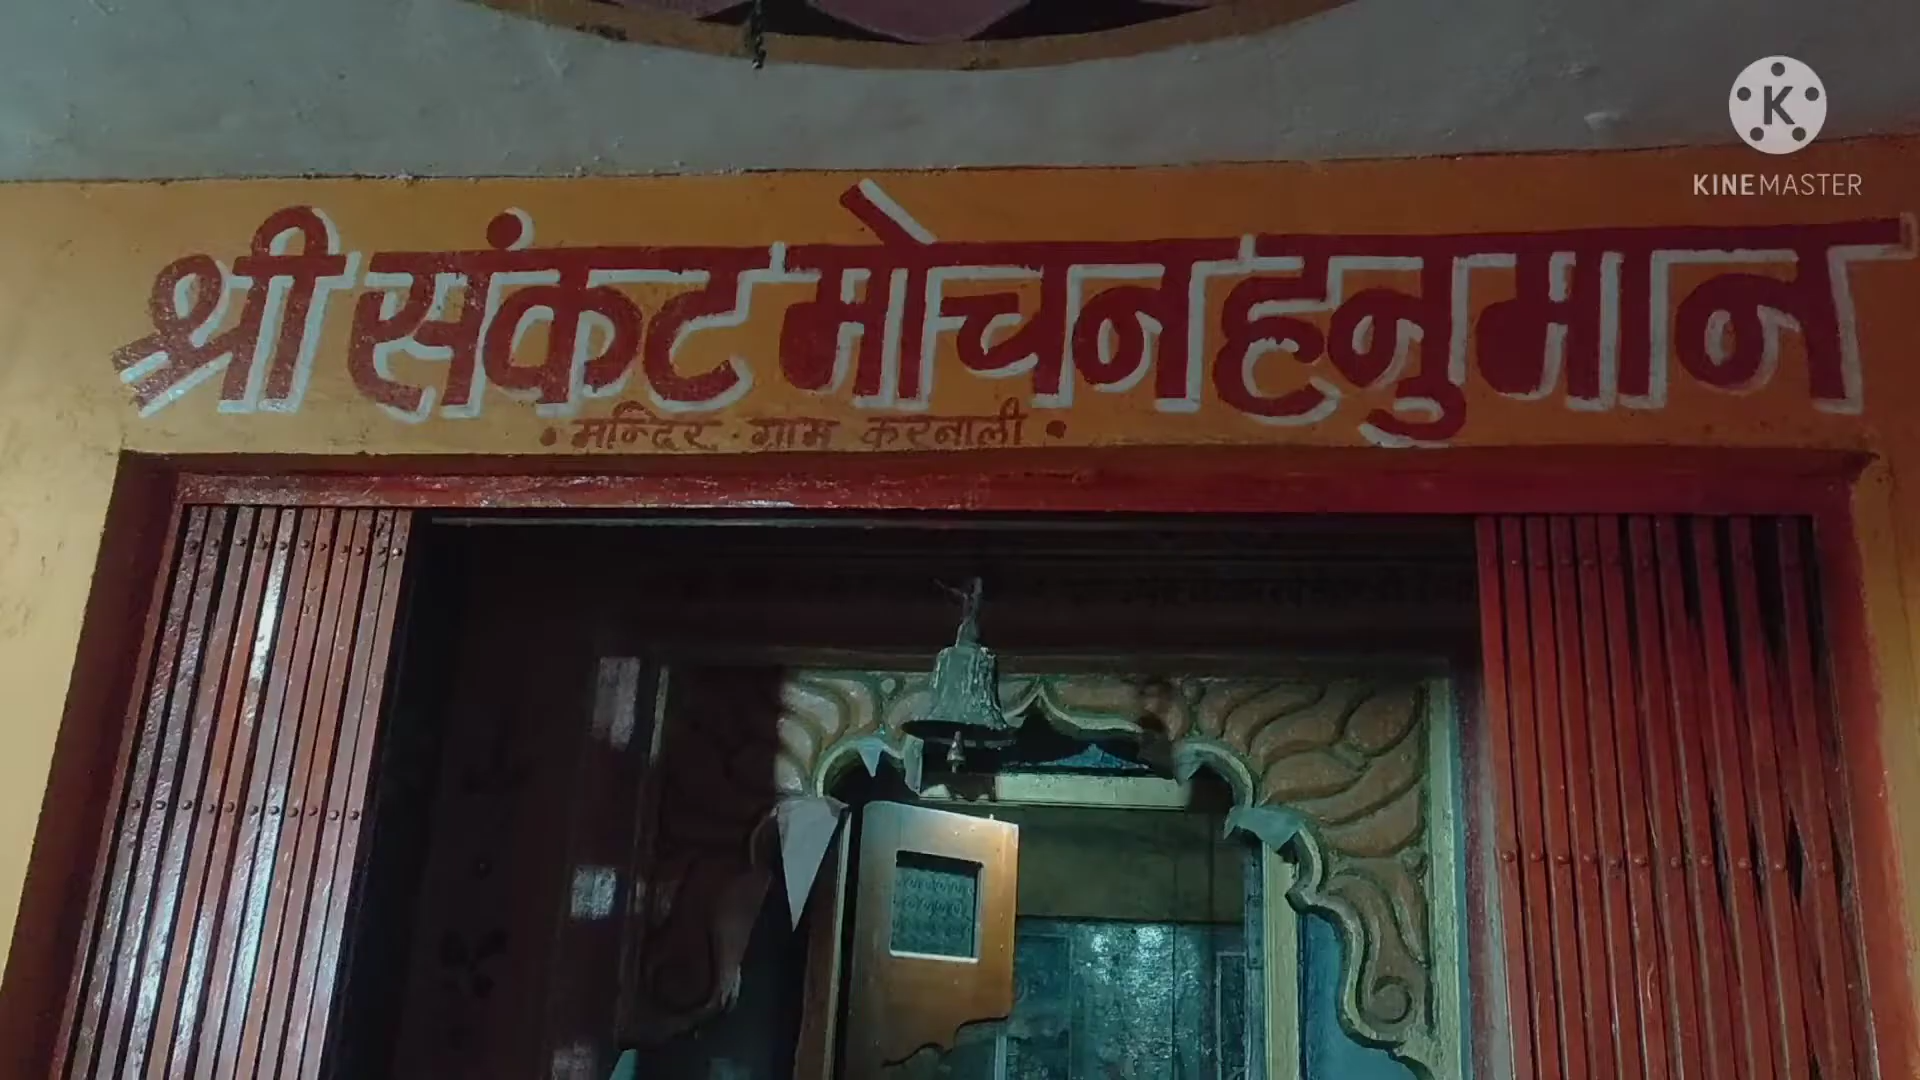 श्री संकट मोचन हनुमान
• मन्दिर • ग्राम करनाली •
K
KINEMASTER